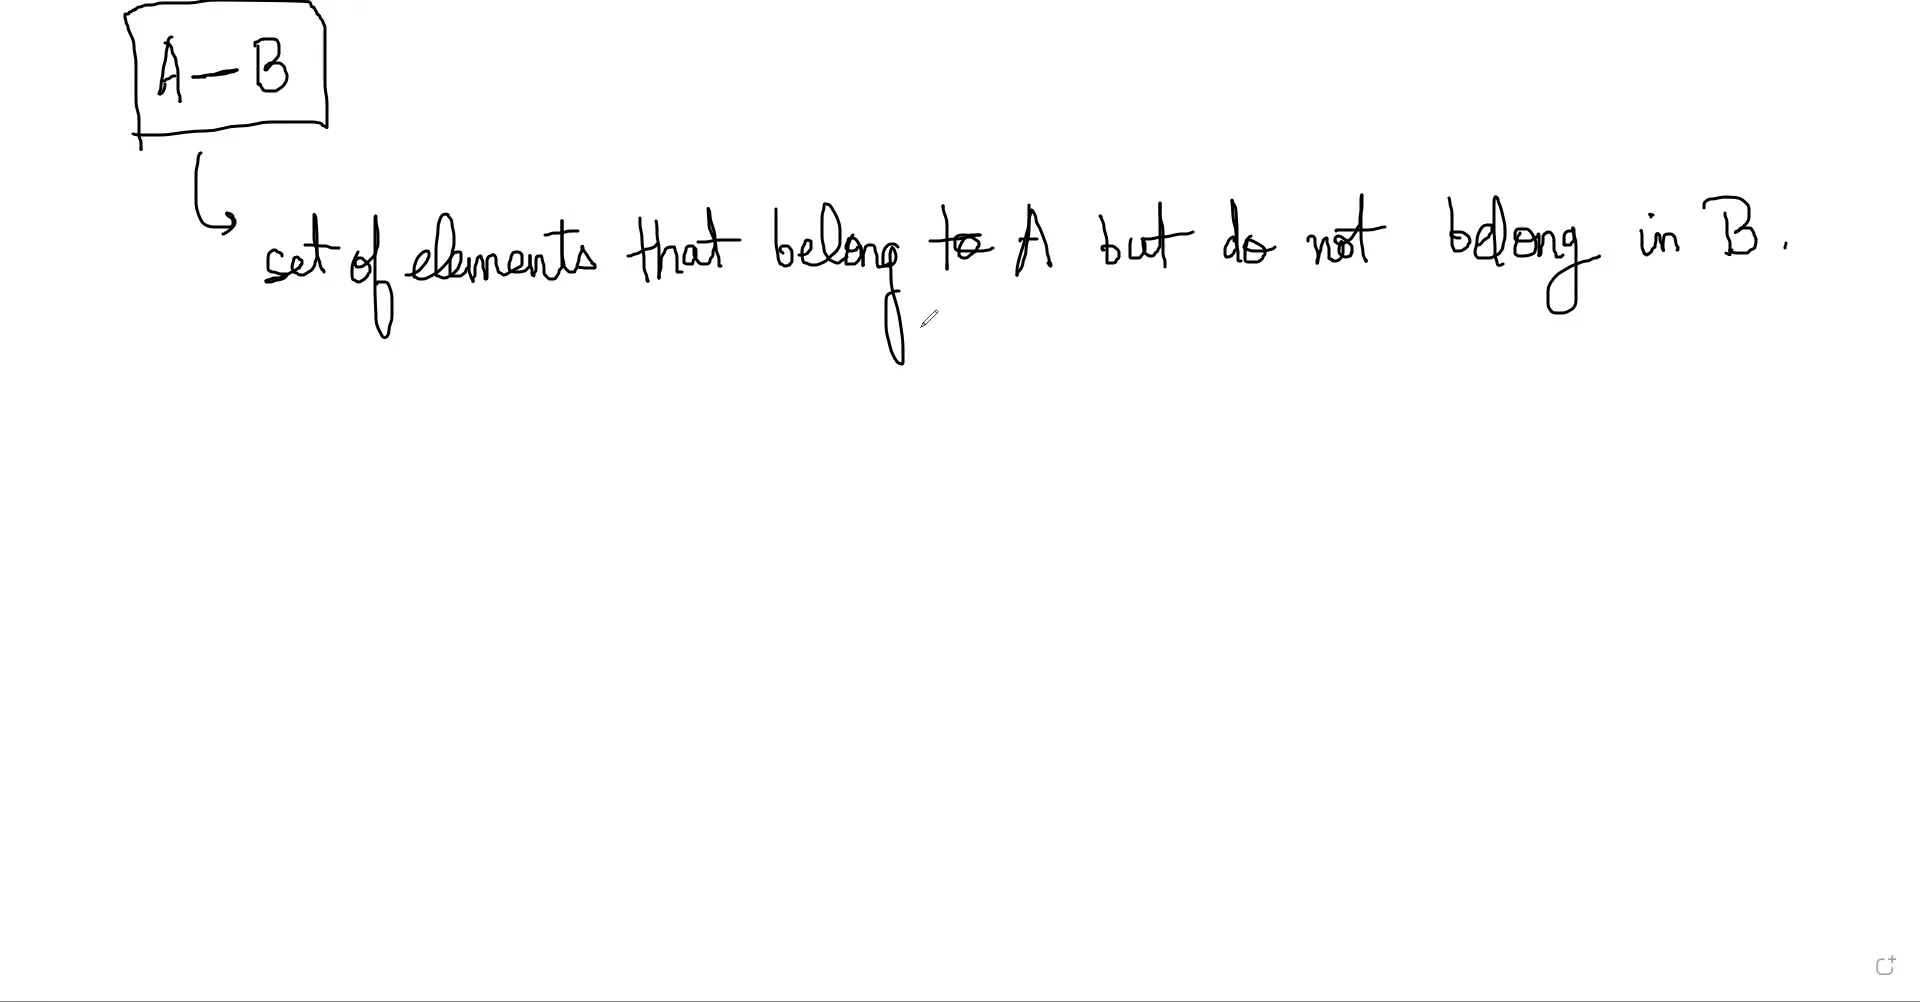 A – B
set of elements that belong to A but do not belong in B.